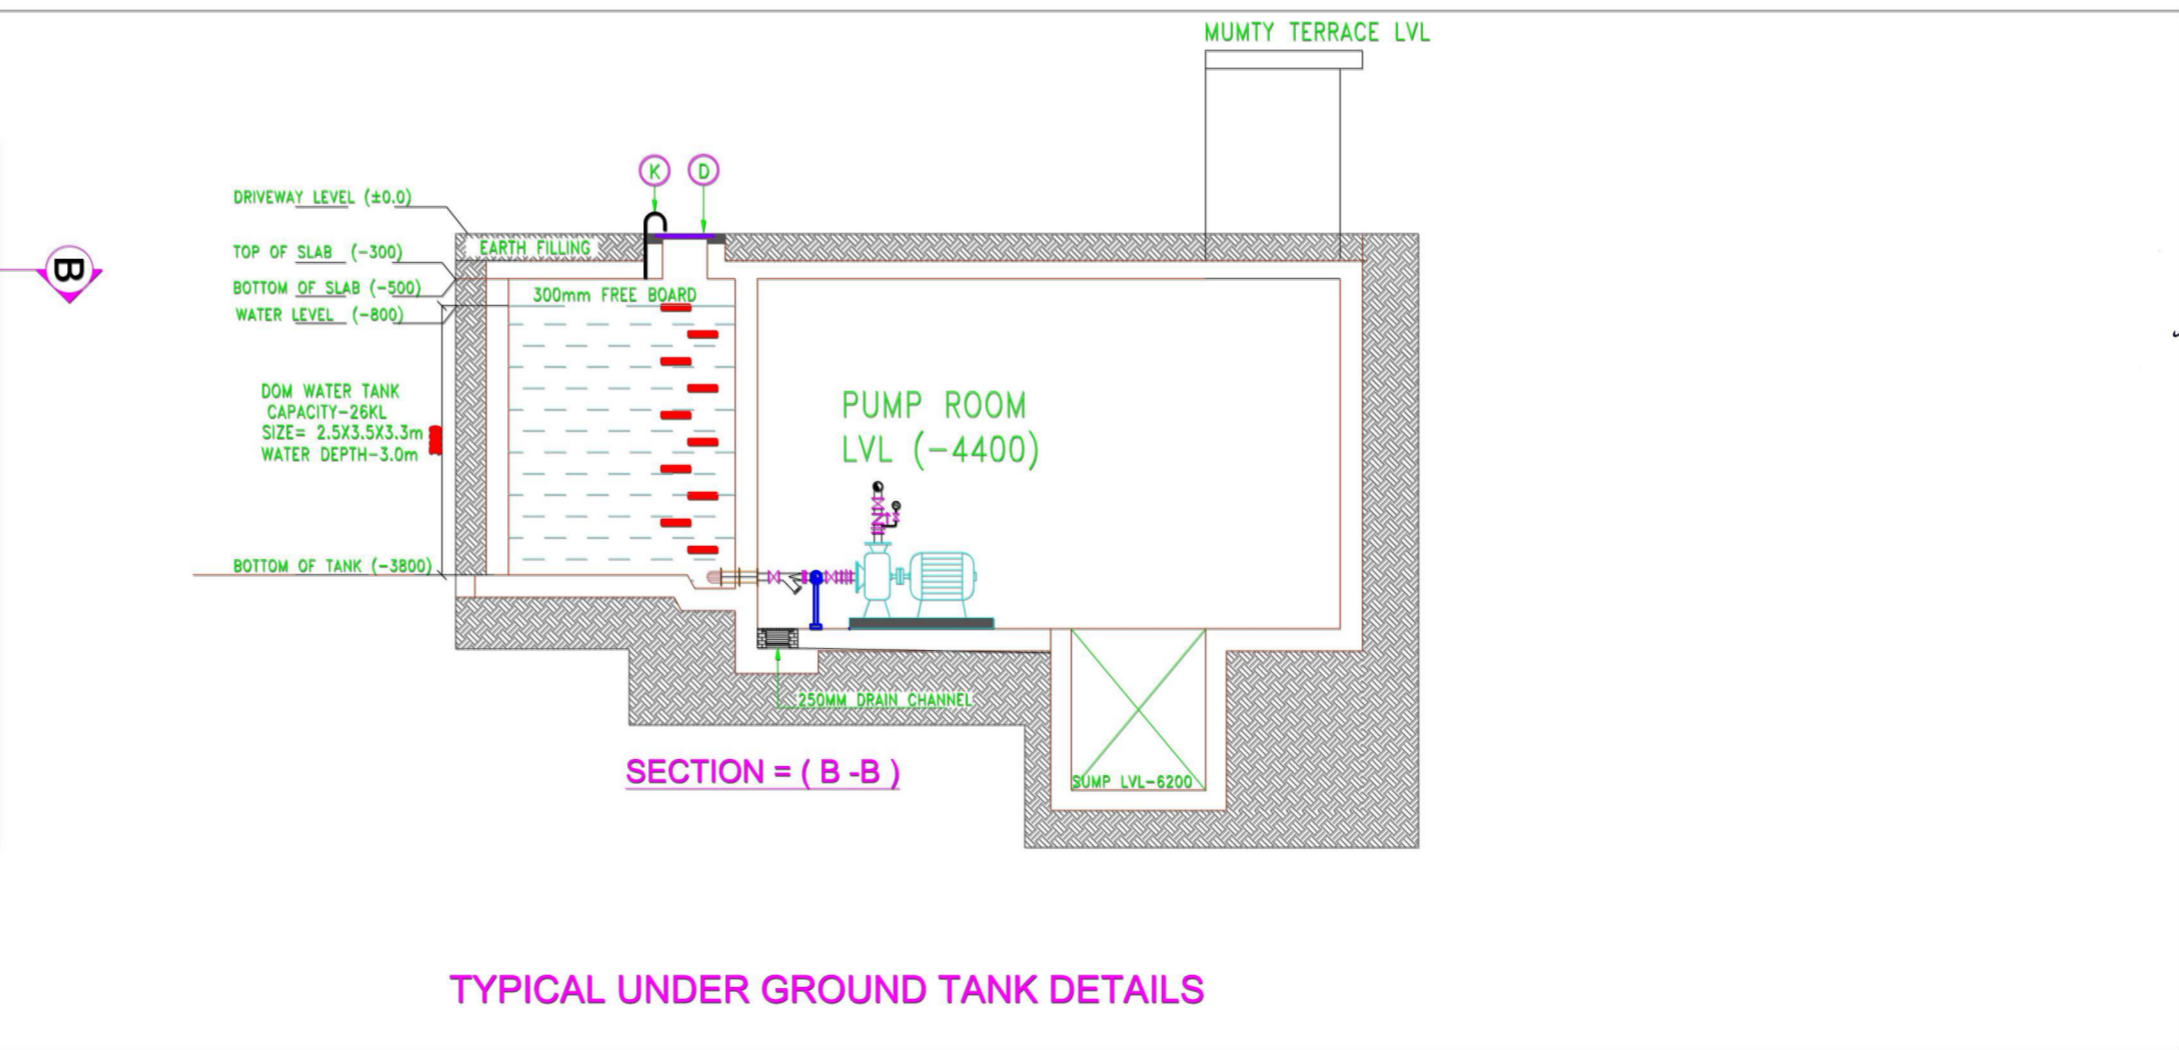 MUMTY TERRACE LVL
K
D
DRIVEWAY LEVEL (±0.0)
EARTH FILLING
TOP OF SLAB (-300)
B
BOTTOM OF SLAB (-500)
300mm FREE BOARD
WATER LEVEL (-800)
DOM WATER TANK
CAPACITY-26KL
SIZE= 2.5X3.5X3.3m
WATER DEPTH-3.0m
PUMP ROOM
LVL (-4400)
BOTTOM OF TANK (-3800)
250MM DRAIN CHANNEL
SECTION = ( B -B )
SUMP LVL-6200
TYPICAL UNDER GROUND TANK DETAILS